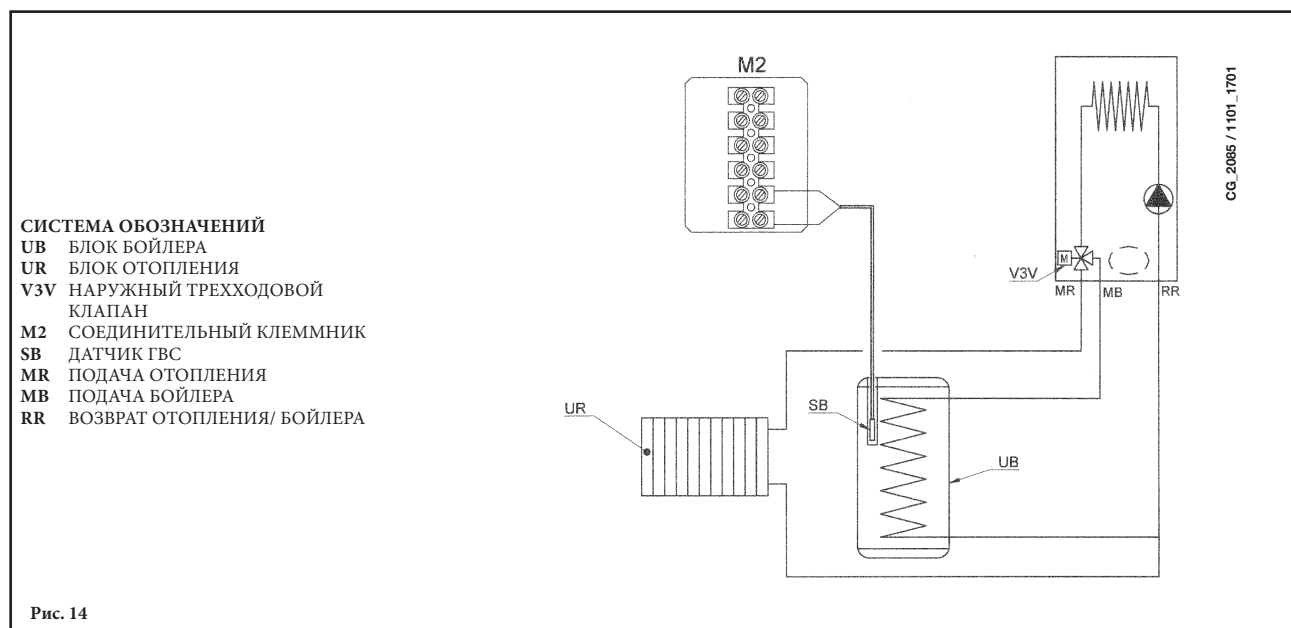 M2
CG_2085 / 1101_1701
СИСТЕМА ОБОЗНАЧЕНИЙ
UB БЛОК БОЙЛЕРА
UR БЛОК ОТОПЛЕНИЯ
V3V НАРУЖНЫЙ ТРЕХХОДОВОЙ
КЛАПАН
M2 СОЕДИНИТЕЛЬНЫЙ КЛЕММНИК
SB ДАТЧИК ГВС
MR ПОДАЧА ОТОПЛЕНИЯ
MB ПОДАЧА БОЙЛЕРА
RR ВОЗВРАТ ОТОПЛЕНИЯ/ БОЙЛЕРА
M
V3V
MR
MB
RR
UR
SB
UB
Рис. 14